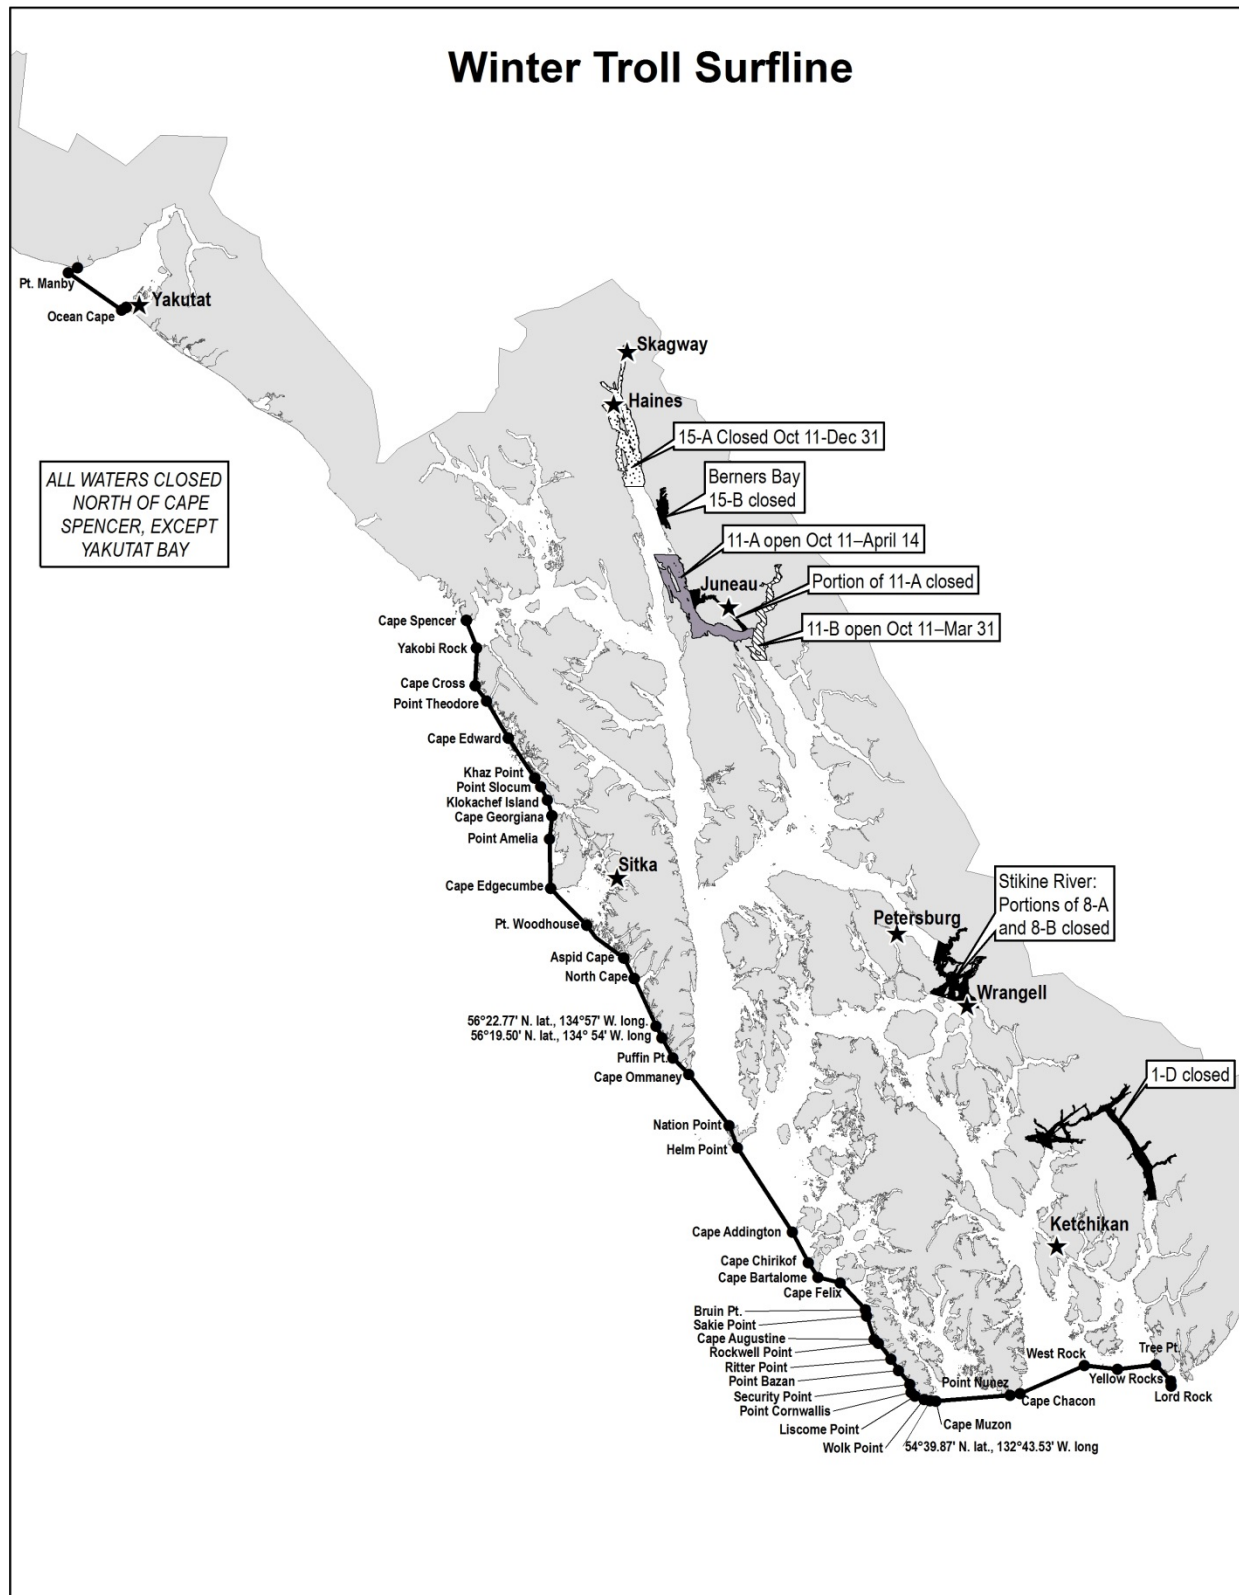 Winter Troll Surfline
Pt. Manby
Ocean Cape
Yakutat
Skagway
Haines
15-A Closed Oct 11-Dec 31
Berners Bay
15-B closed
ALL WATERS CLOSED
NORTH OF CAPE
SPENCER, EXCEPT
YAKUTAT BAY
11-A open Oct 11–April 14
Juneau
Portion of 11-A closed
11-B open Oct 11–Mar 31
Cape Spencer
Yakobi Rock
Cape Cross
Point Theodore
Cape Edward
Khaz Point
Point Slocum
Klokachef Island
Cape Georgiana
Point Amelia
Sitka
Cape Edgecumbe
Stikine River:
Portions of 8-A
and 8-B closed
Petersburg
Pt. Woodhouse
Aspid Cape
North Cape
Wrangell
56°22.77' N. lat., 134°57' W. long.
56°19.50' N. lat., 134° 54' W. long
Puffin Pt.
Cape Ommaney
1-D closed
Nation Point
Helm Point
Ketchikan
Cape Addington
Cape Chirikof
Cape Bartalome
Cape Felix
Bruin Pt.
Sakie Point
Cape Augustine
Rockwell Point
Ritter Point
Point Bazan
Security Point
Point Cornwallis
Liscome Point
Wolk Point
Point Nunez
West Rock
Tree Pt.
Yellow Rocks
Lord Rock
Cape Chacon
Cape Muzon
54°39.87' N. lat., 132°43.53' W. long